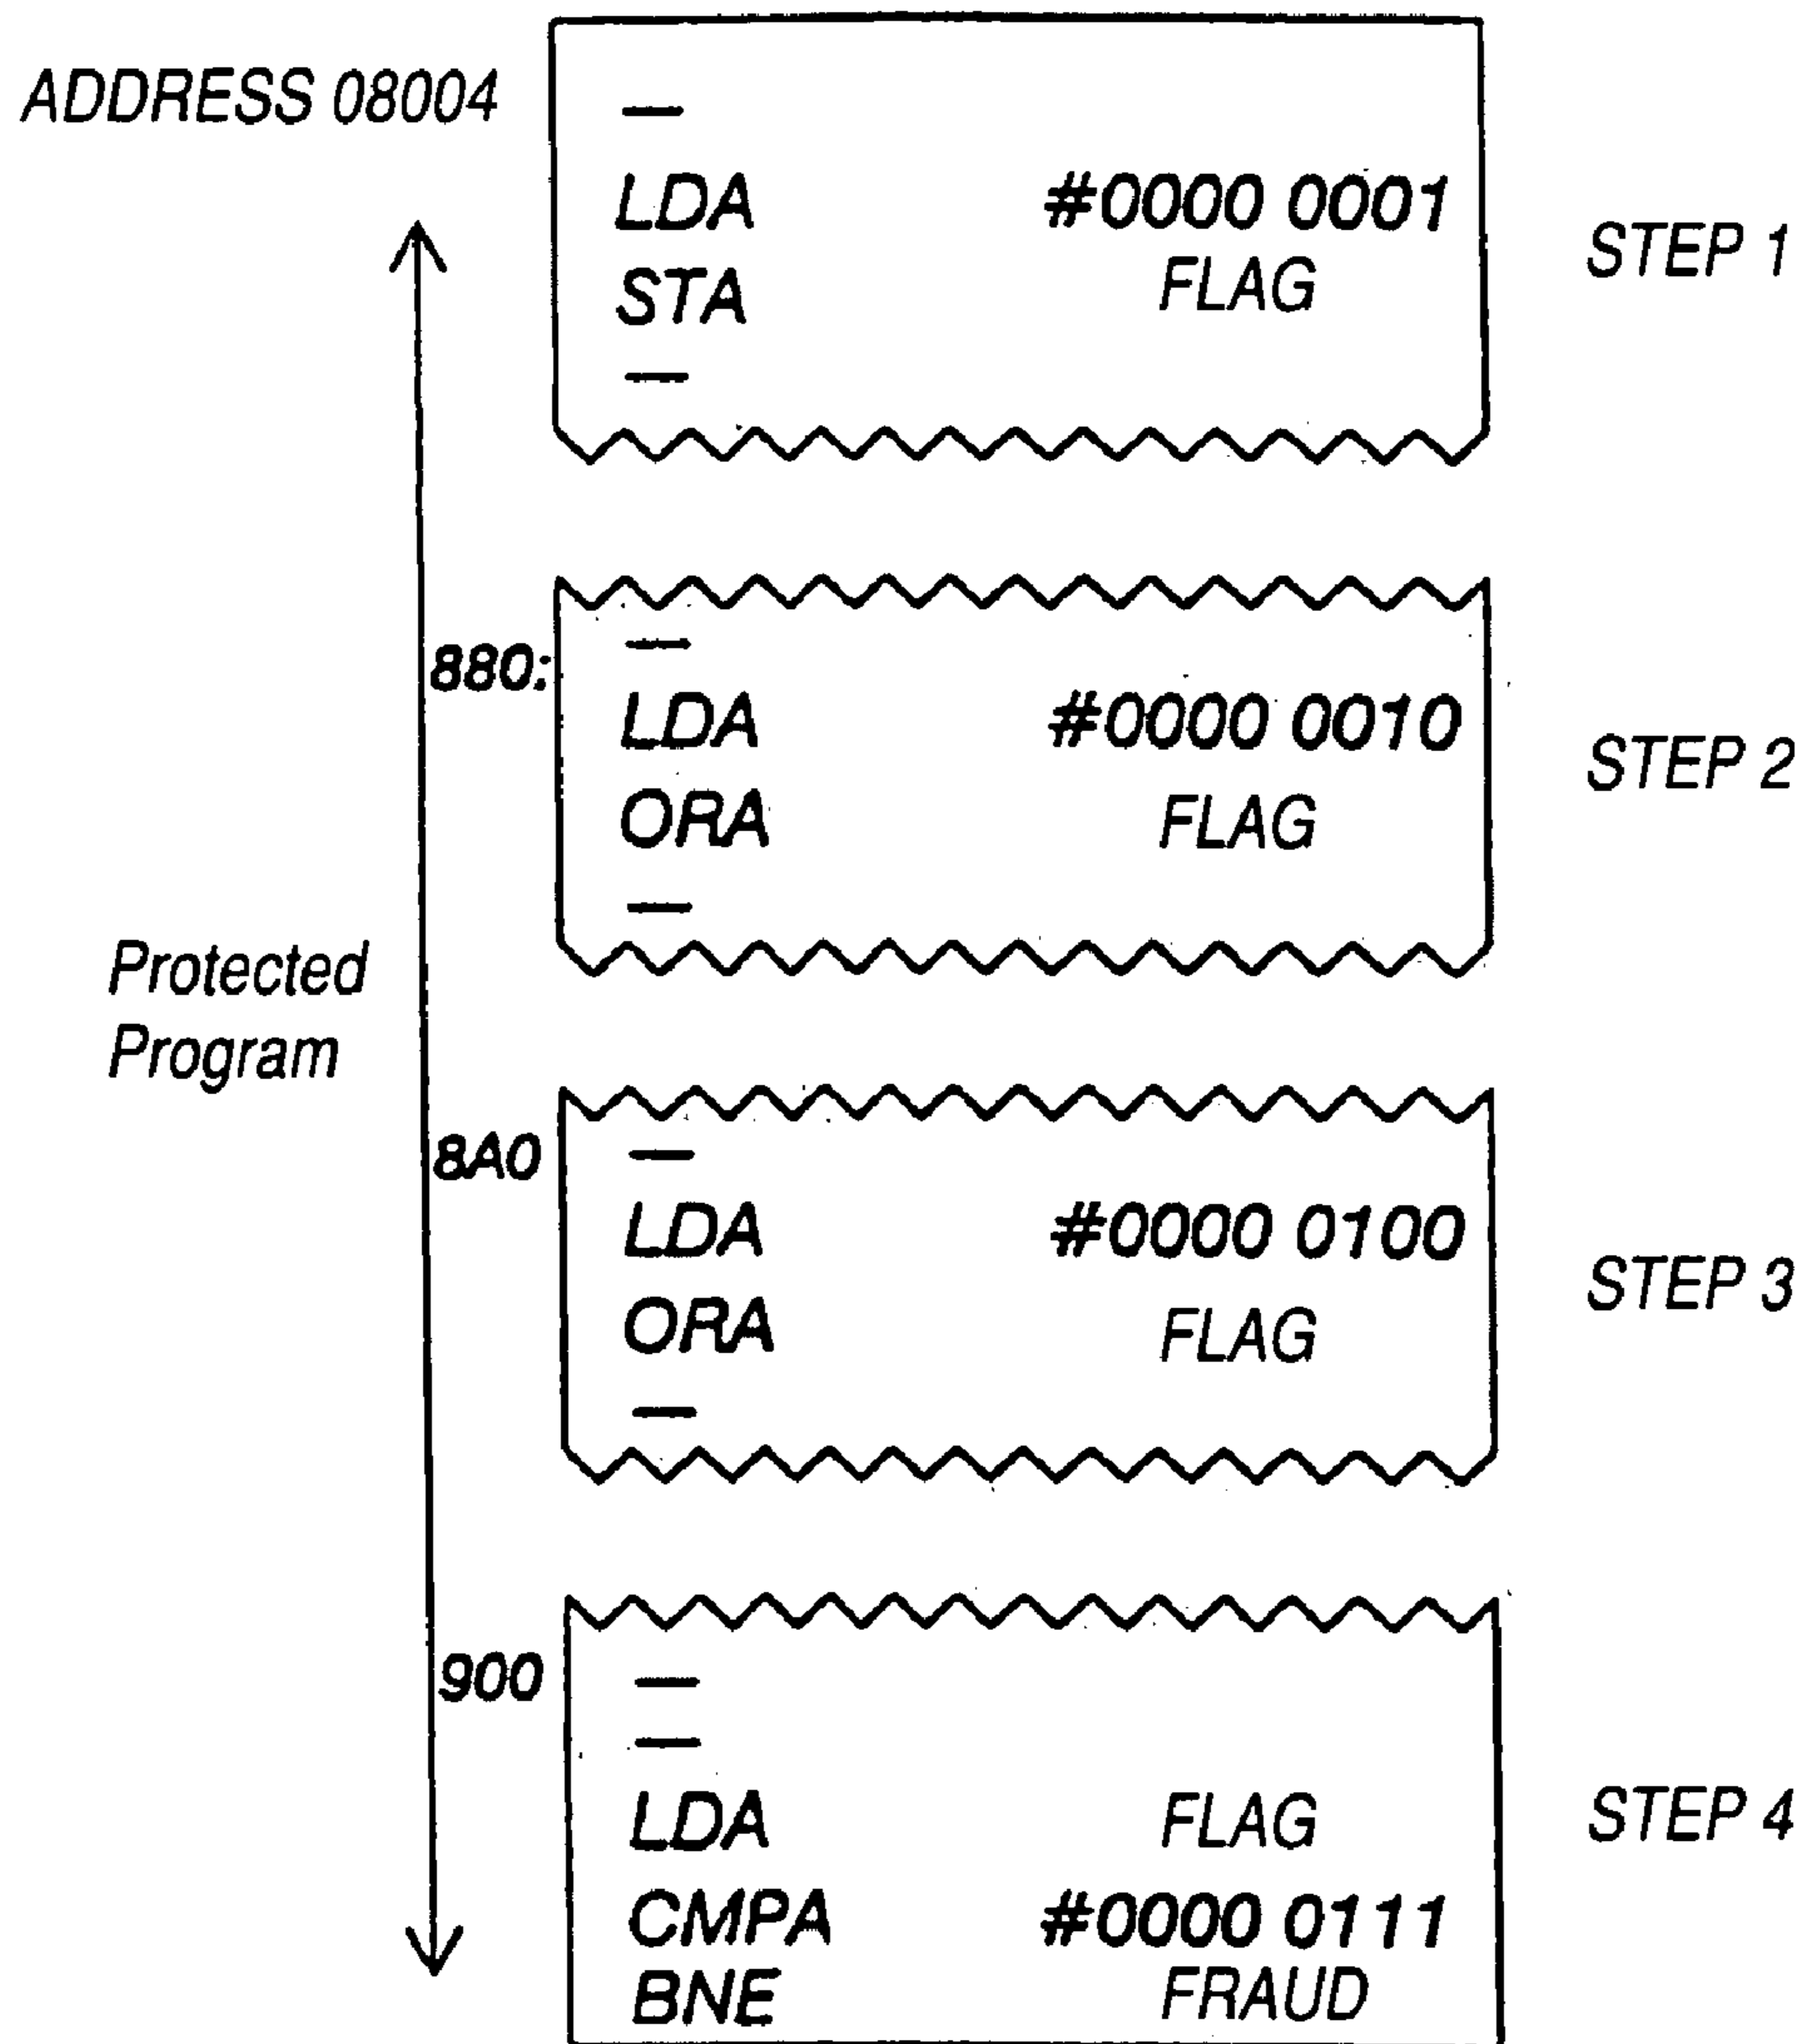 ADDRESS 08004
—
LDA #0000 0001
STA FLAG
—
STEP 1
880:
—
LDA #0000 0010
ORA FLAG
—
STEP 2
Protected
Program
8A0
—
LDA #0000 0100
ORA FLAG
—
STEP 3
900
—
—
LDA FLAG
CMPA #0000 0111
BNE FRAUD
STEP 4